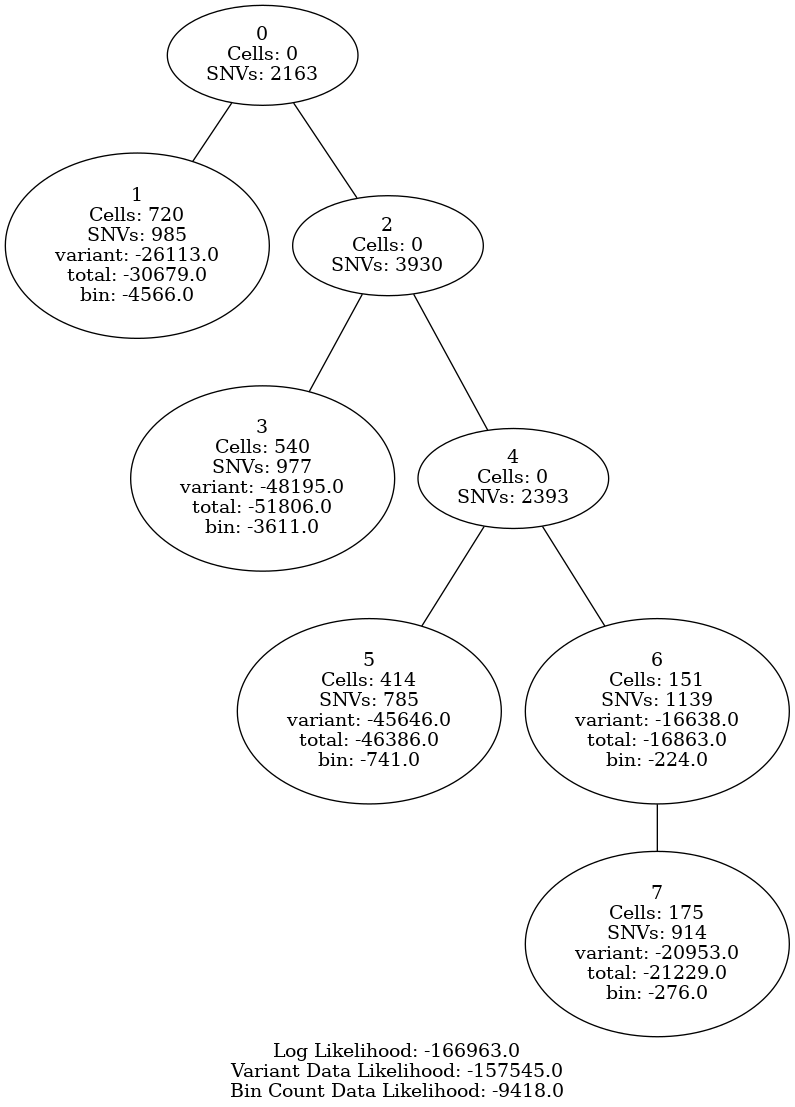 0
Cells: 0
SNVs: 2163
1
Cells: 720
SNVs: 985
variant: -26113.0
total: -30679.0
bin: -4566.0
2
Cells: 0
SNVs: 3930
3
Cells: 540
SNVs: 977
variant: -48195.0
total: -51806.0
bin: -3611.0
4
Cells: 0
SNVs: 2393
5
Cells: 414
SNVs: 785
variant: -45646.0
total: -46386.0
bin: -741.0
6
Cells: 151
SNVs: 1139
variant: -16638.0
total: -16863.0
bin: -224.0
7
Cells: 175
SNVs: 914
variant: -20953.0
total: -21229.0
bin: -276.0
Log Likelihood: -166963.0
Variant Data Likelihood: -157545.0
Bin Count Data Likelihood: -9418.0